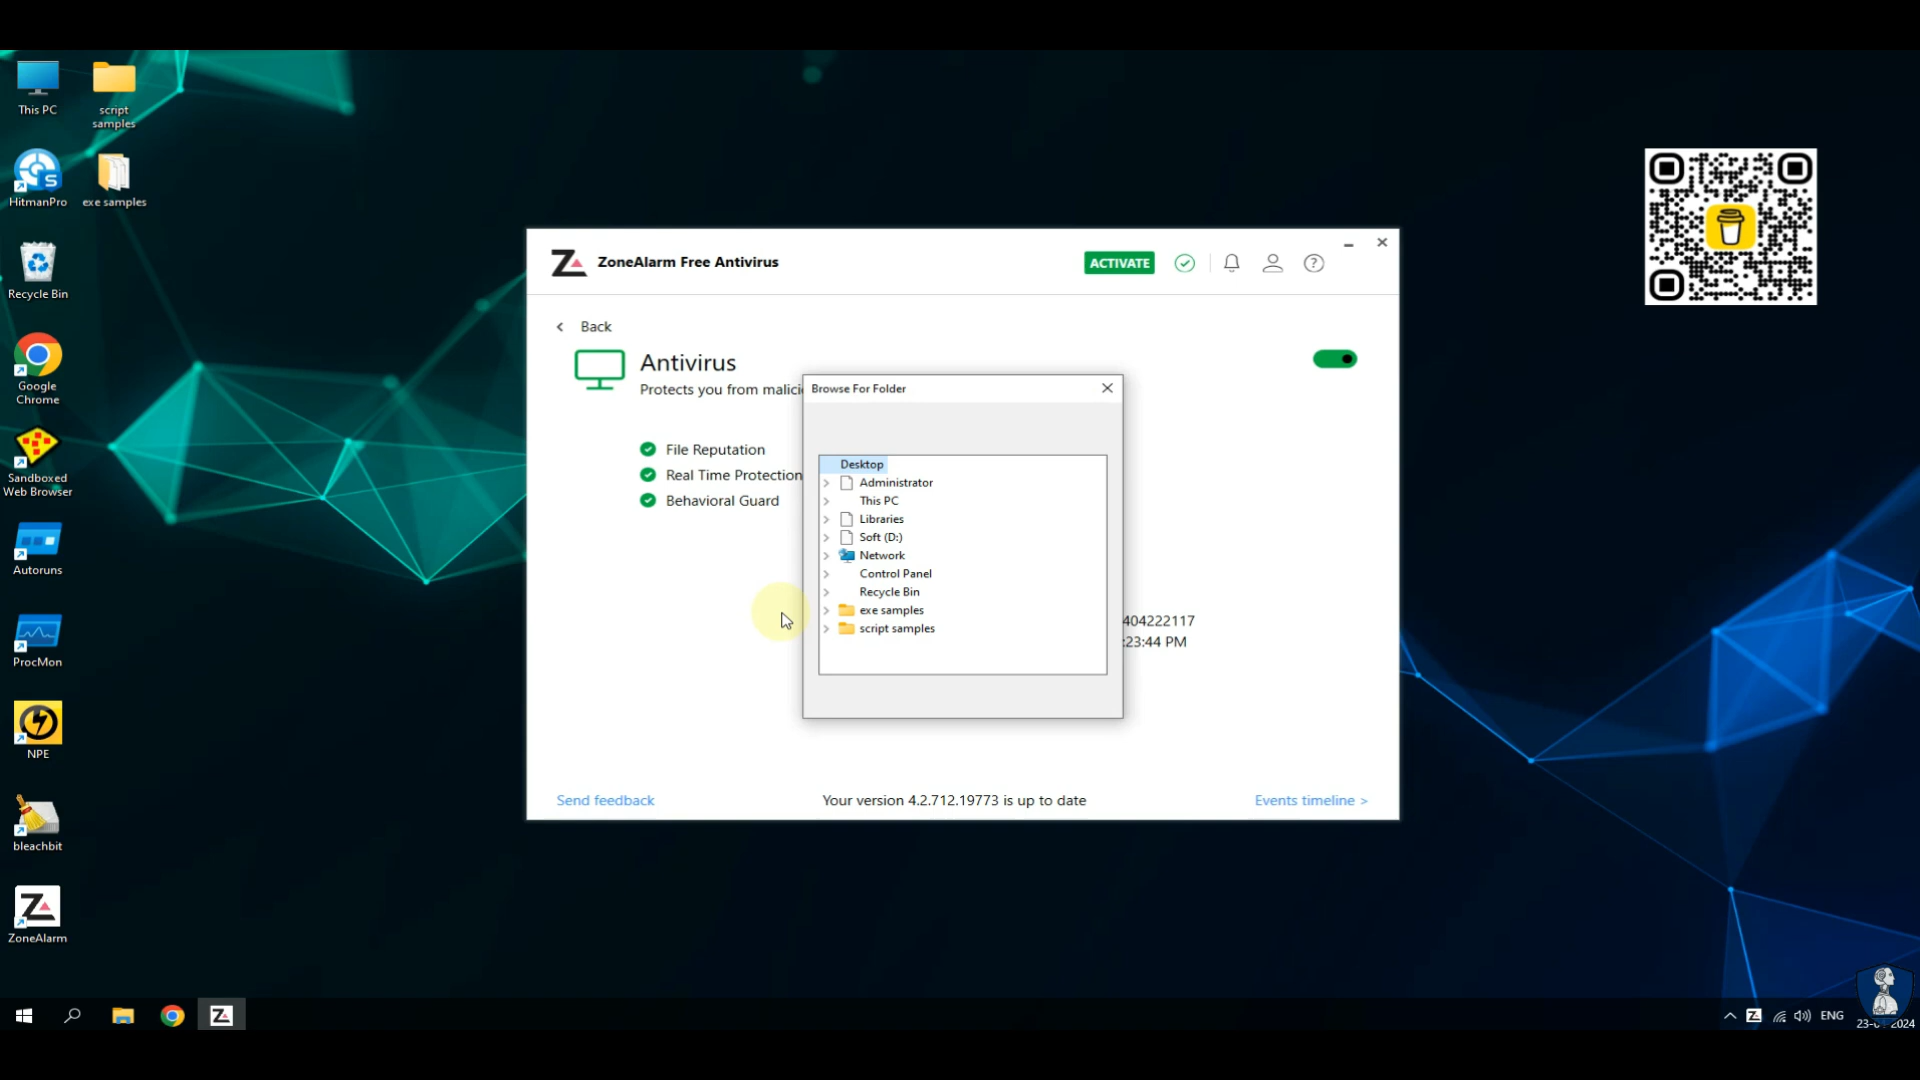 This PC
script
samples
HitmanPro
exe samples
Recycle Bin
Google
Chrome
Sandboxed
Web Browser
Autoruns
ProcMon
NPE
bleachbit
ZoneAlarm
ZoneAlarm Free Antivirus
ACTIVATE
Back
Antivirus
Protects you from malici
File Reputation
Real Time Protection
Behavioral Guard
Browse For Folder
Desktop
Administrator
This PC
Libraries
Soft (D:)
Network
Control Panel
Recycle Bin
exe samples
script samples
404222117
:23:44 PM
Send feedback
Your version 4.2.712.19773 is up to date
Events timeline >
ENG